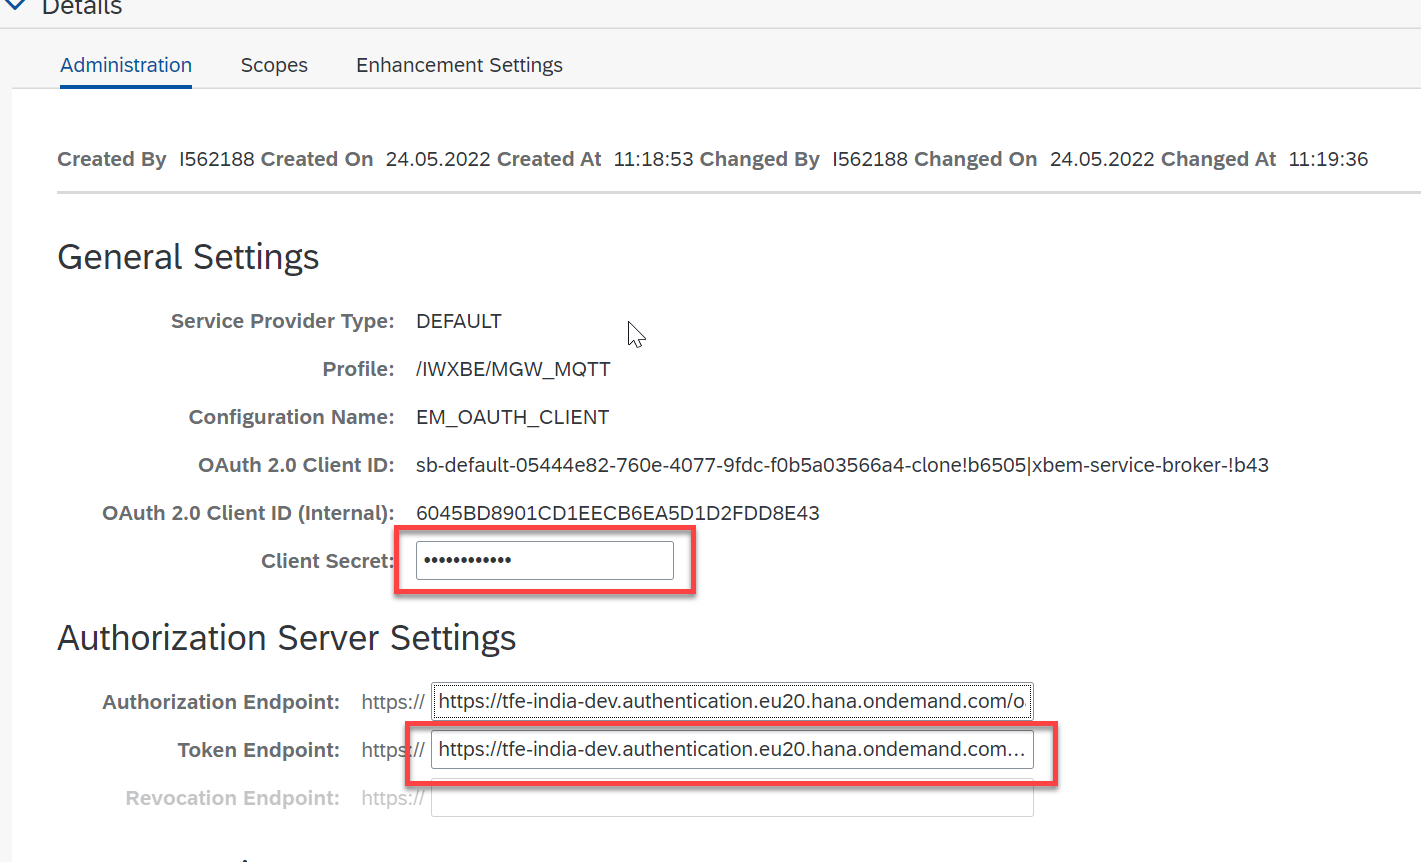 Details
Administration Scopes Enhancement Settings
Created By I562188 Created On 24.05.2022 Created At 11:18:53 Changed By I562188 Changed On 24.05.2022 Changed At 11:19:36
General Settings
Service Provider Type: DEFAULT
Profile: /IWXBE/MGW_MQTT
Configuration Name: EM_OAUTH_CLIENT
OAuth 2.0 Client ID: sb-default-05444e82-760e-4077-9fdc-f0b5a03566a4-clone!b6505|xbem-service-broker-!b43
OAuth 2.0 Client ID (Internal): 6045BD8901CD1EECB6EA5D1D2FDD8E43
Client Secret: ••••••••••••
Authorization Server Settings
Authorization Endpoint: https:// https://tfe-india-dev.authentication.eu20.hana.ondemand.com/o
Token Endpoint: https:// https://tfe-india-dev.authentication.eu20.hana.ondemand.com...
Revocation Endpoint: https://